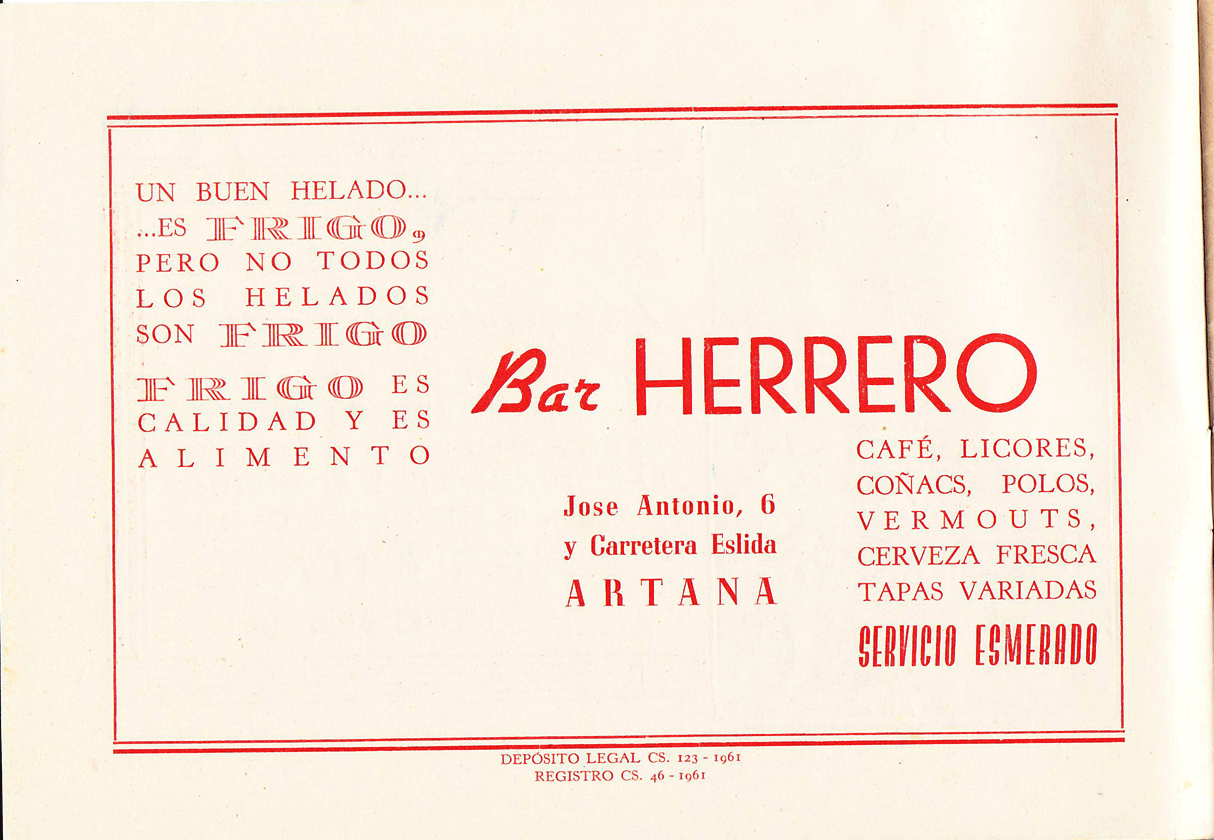 UN BUEN HELADO...
...ES FRIGO,
PERO NO TODOS
LOS HELADOS
SON FRIGO
FRIGO ES
CALIDAD Y ES
ALIMENTO
Bar HERRERO
Jose Antonio, 6
y Carretera Eslida
ARTANA
CAFÉ, LICORES,
COÑACS, POLOS,
VERMOUTS,
CERVEZA FRESCA
TAPAS VARIADAS
SERVICIO ESMERADO
DEPÓSITO LEGAL CS. 123 - 1961
REGISTRO CS. 46 - 1961